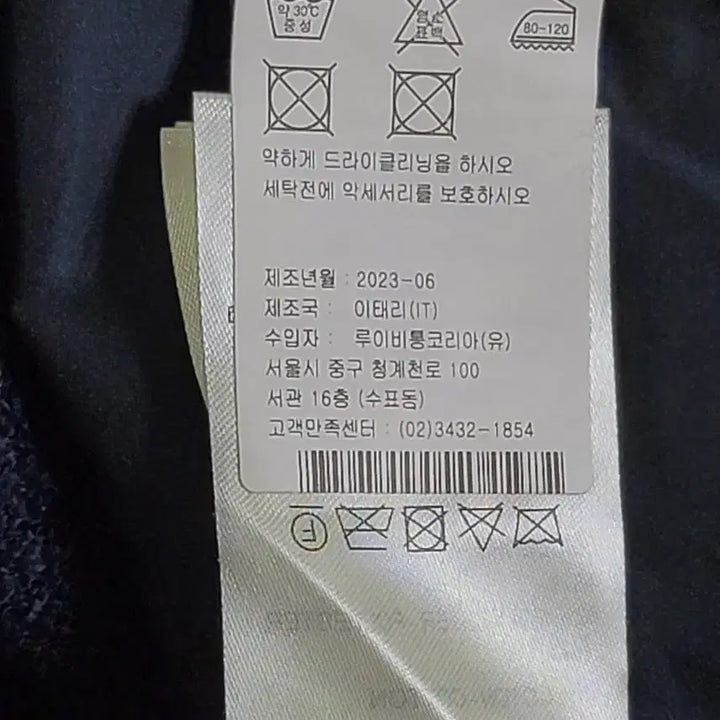 약 30℃
중성
염소
표백
80-120
약하게 드라이클리닝을 하시오
세탁전에 악세서리를 보호하시오
제조년월 : 2023-06
제조국 : 이태리(IT)
수입자 : 루이비통코리아(유)
서울시 중구 청계천로 100
서관 16층 (수표동)
고객만족센터 : (02)3432-1854
F